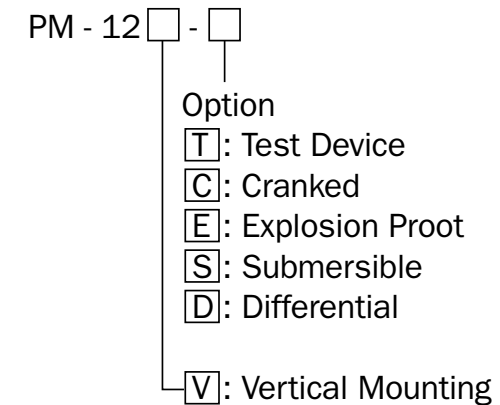 PM - 12□ - □
Option
T: Test Device
C: Cranked
E: Explosion Proot
S: Submersible
D: Differential
V: Vertical Mounting